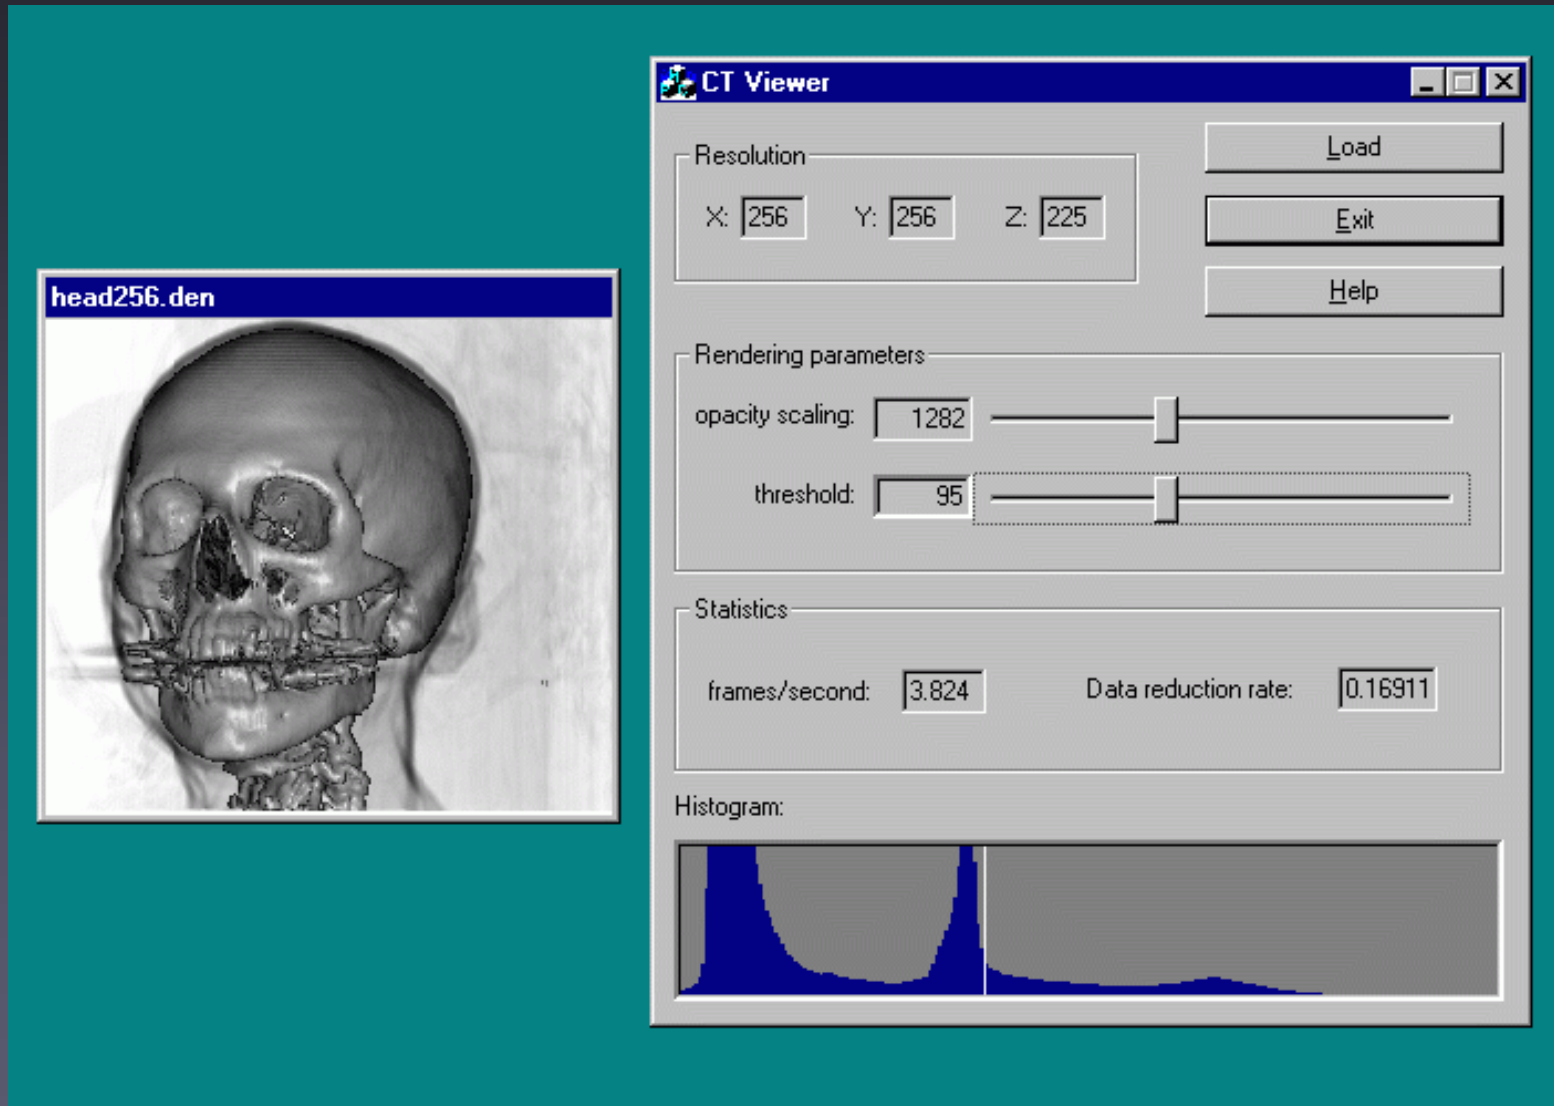 CT Viewer
Load
Resolution
X: 256 Y: 256 Z: 225
Exit
Help
head256.den
Rendering parameters
opacity scaling: 1282
threshold: 95
Statistics
frames/second: 3.824 Data reduction rate: 0.16911
Histogram: